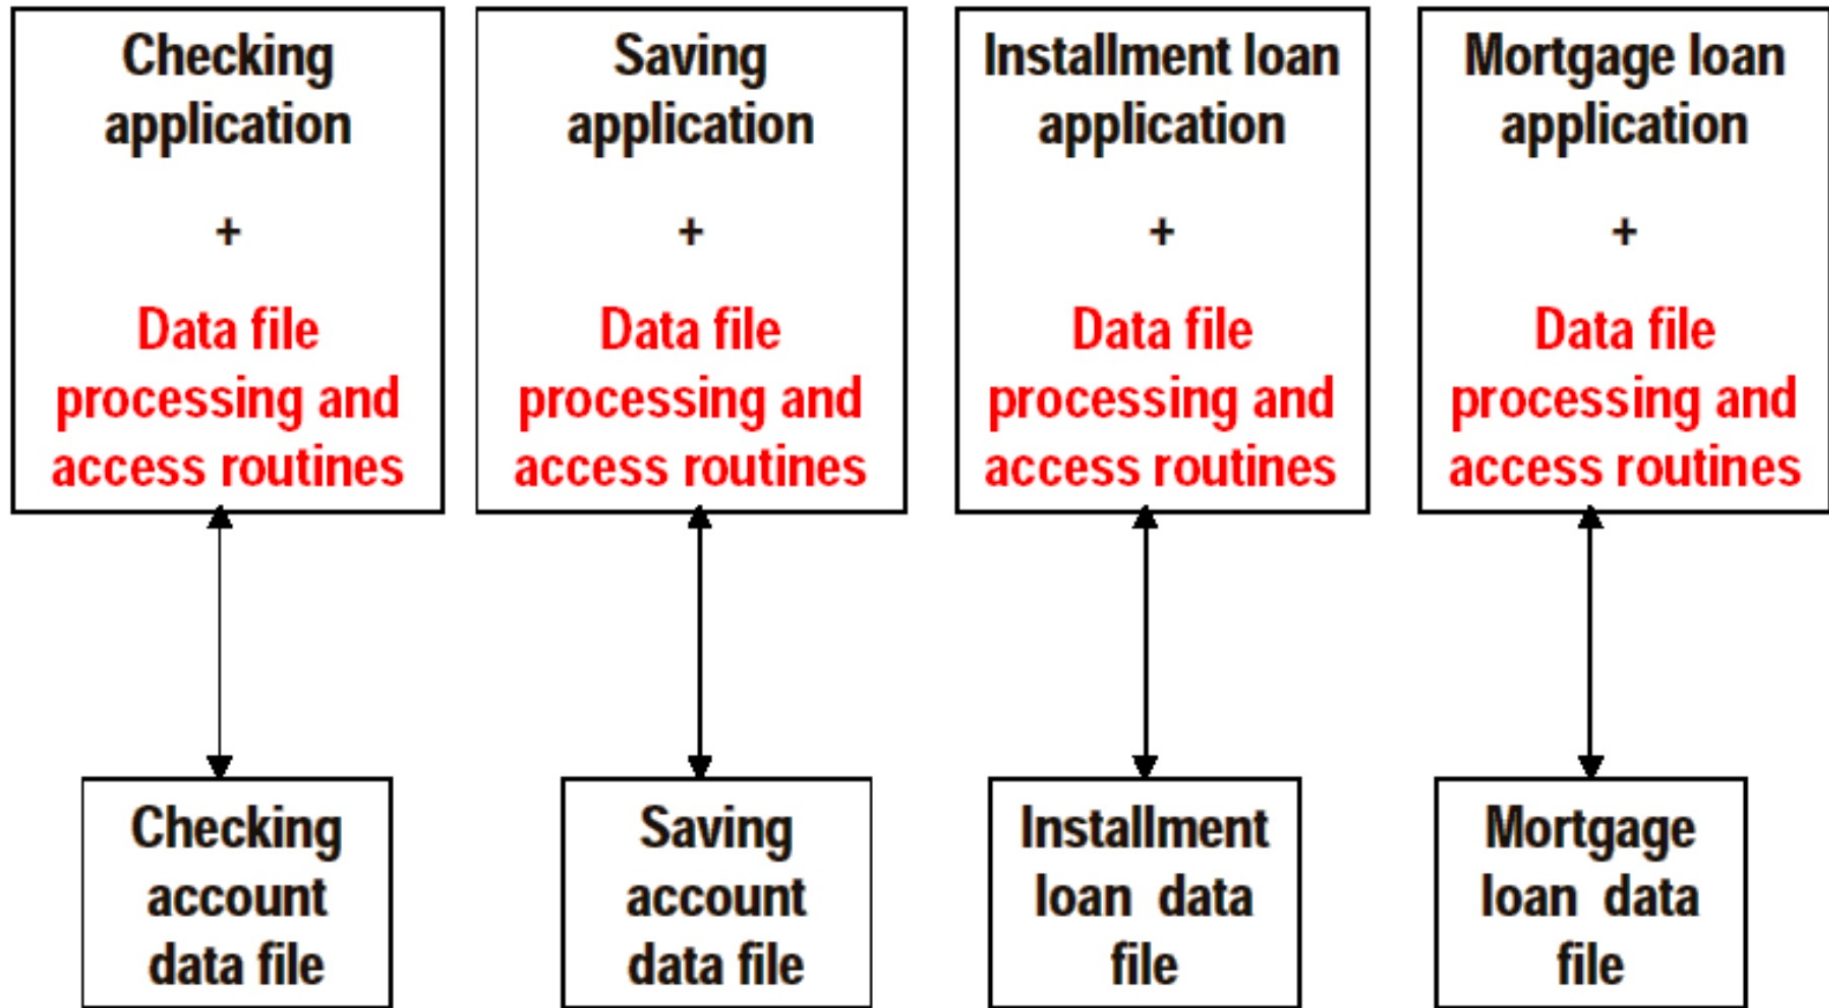 Checking
application
+
Data file
processing and
access routines
Saving
application
+
Data file
processing and
access routines
Installment loan
application
+
Data file
processing and
access routines
Mortgage loan
application
+
Data file
processing and
access routines
Checking
account
data file
Saving
account
data file
Installment
loan data
file
Mortgage
loan data
file